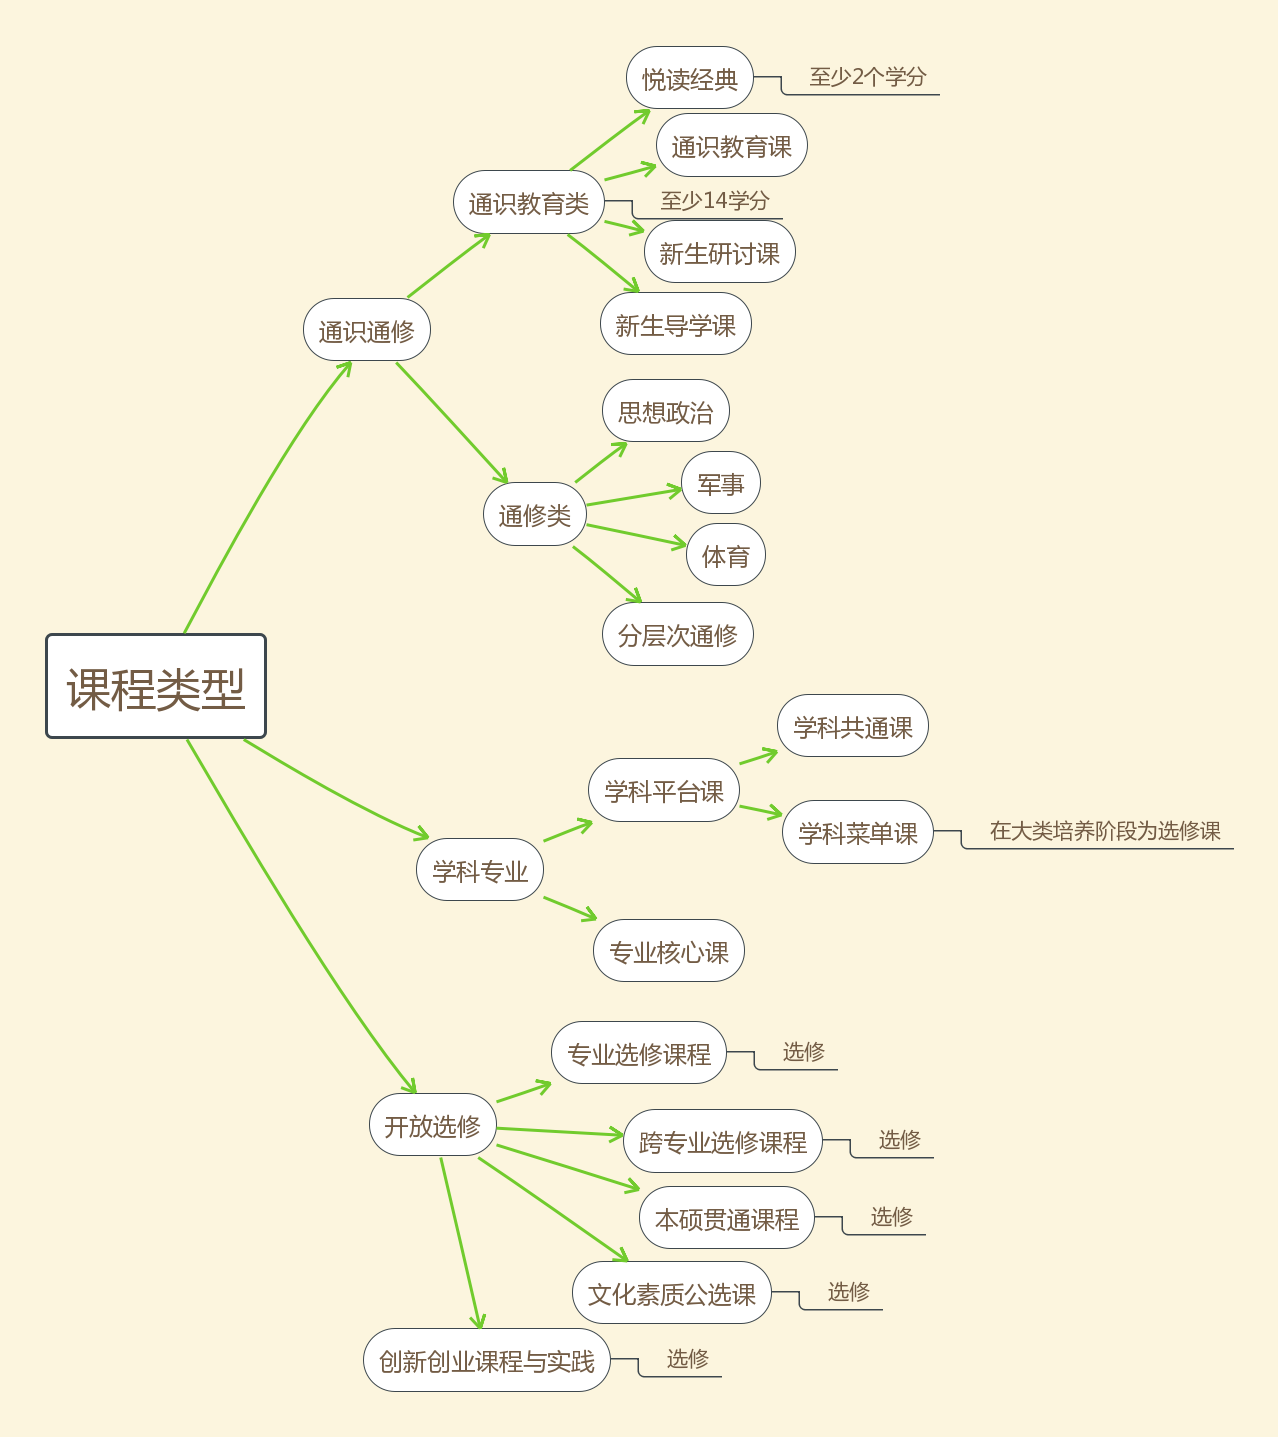 悦读经典
至少2个学分
通识教育课
通识教育类
至少14学分
新生研讨课
新生导学课
通识通修
思想政治
军事
通修类
体育
分层次通修
课程类型
学科共通课
学科平台课
学科菜单课
在大类培养阶段为选修课
学科专业
专业核心课
专业选修课程
选修
开放选修
跨专业选修课程
选修
本硕贯通课程
选修
文化素质公选课
选修
创新创业课程与实践
选修